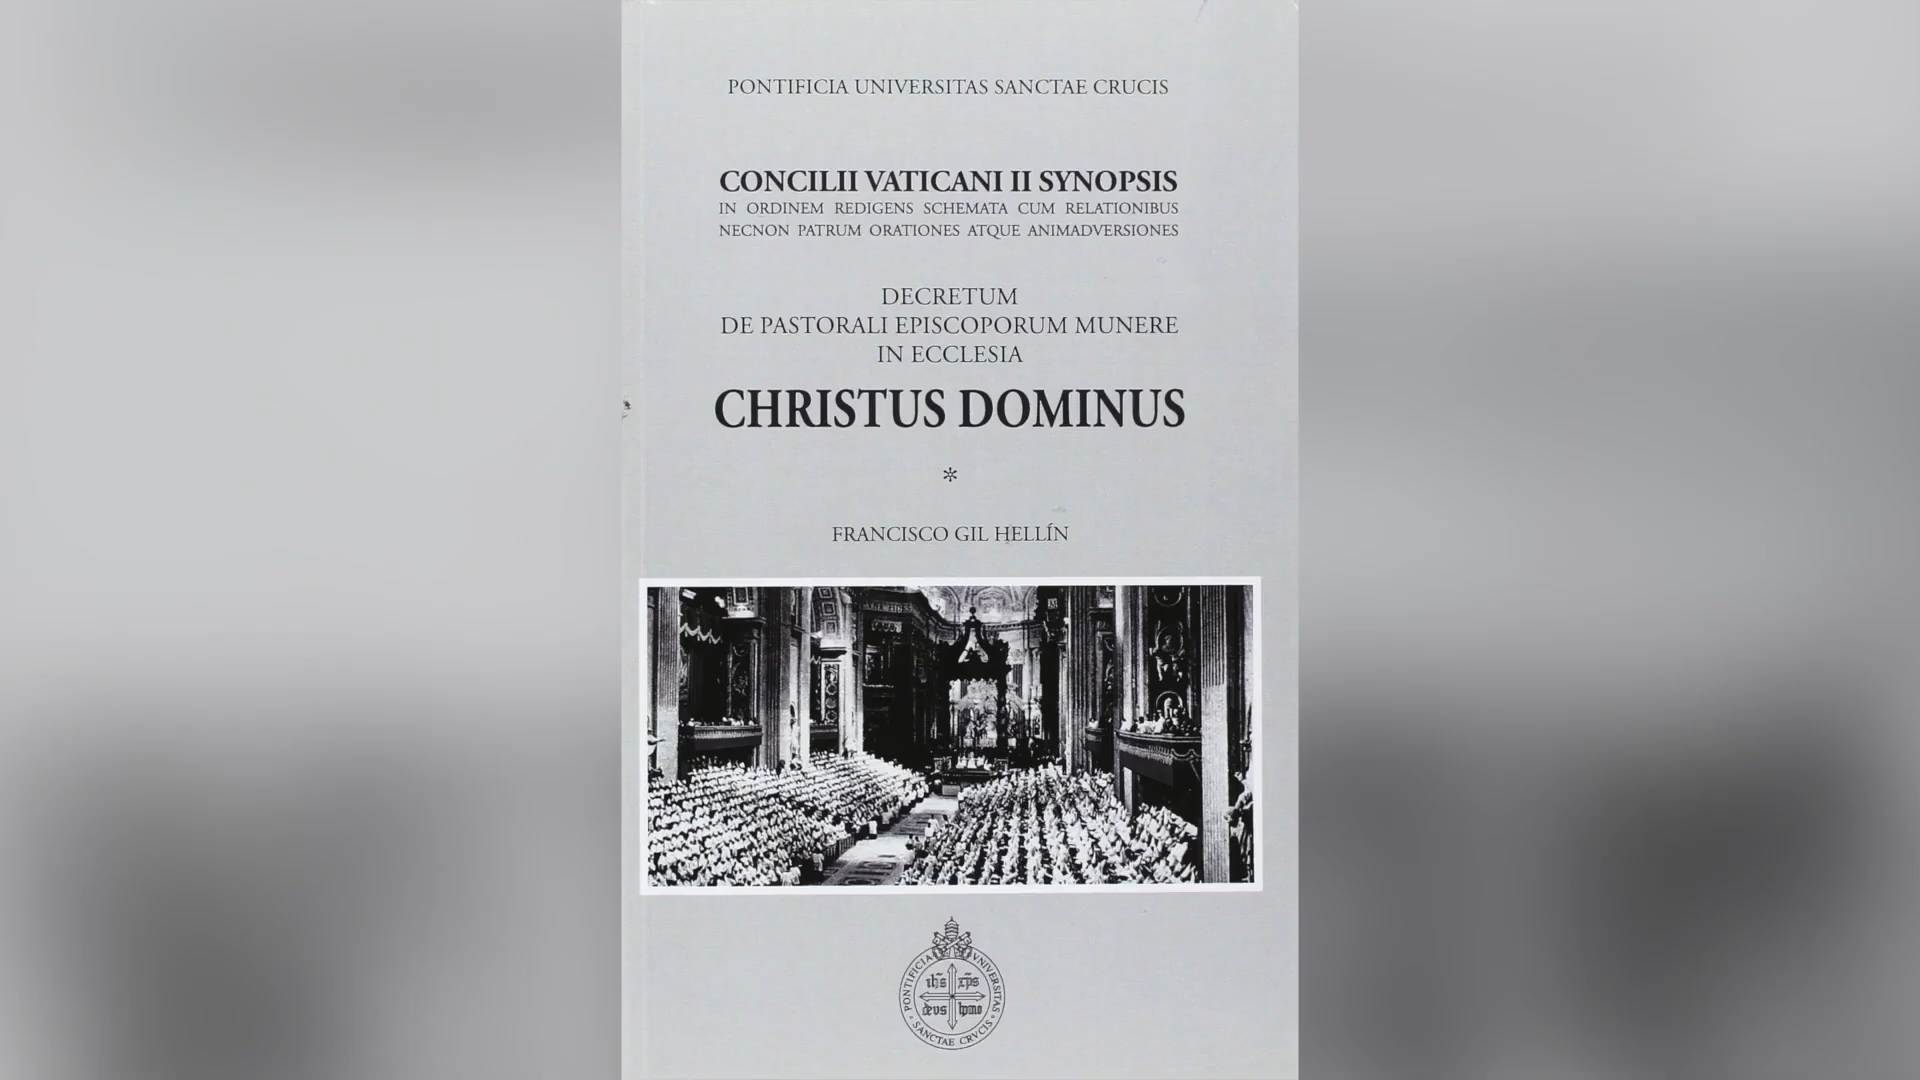 PONTIFICIA UNIVERSITAS SANCTAE CRUCIS
CONCILII VATICANI II SYNOPSIS
IN ORDINEM REDIGENS SCHEMATA CUM RELATIONIBUS
NECNON PATRUM ORATIONES ATQUE ANIMADVERSIONES
DECRETUM
DE PASTORALI EPISCOPORUM MUNERE
IN ECCLESIA
CHRISTUS DOMINUS
*
FRANCISCO GIL HELLÍN
PONTIFICIA VNIVERSITAS
SANCTAE CRVCIS